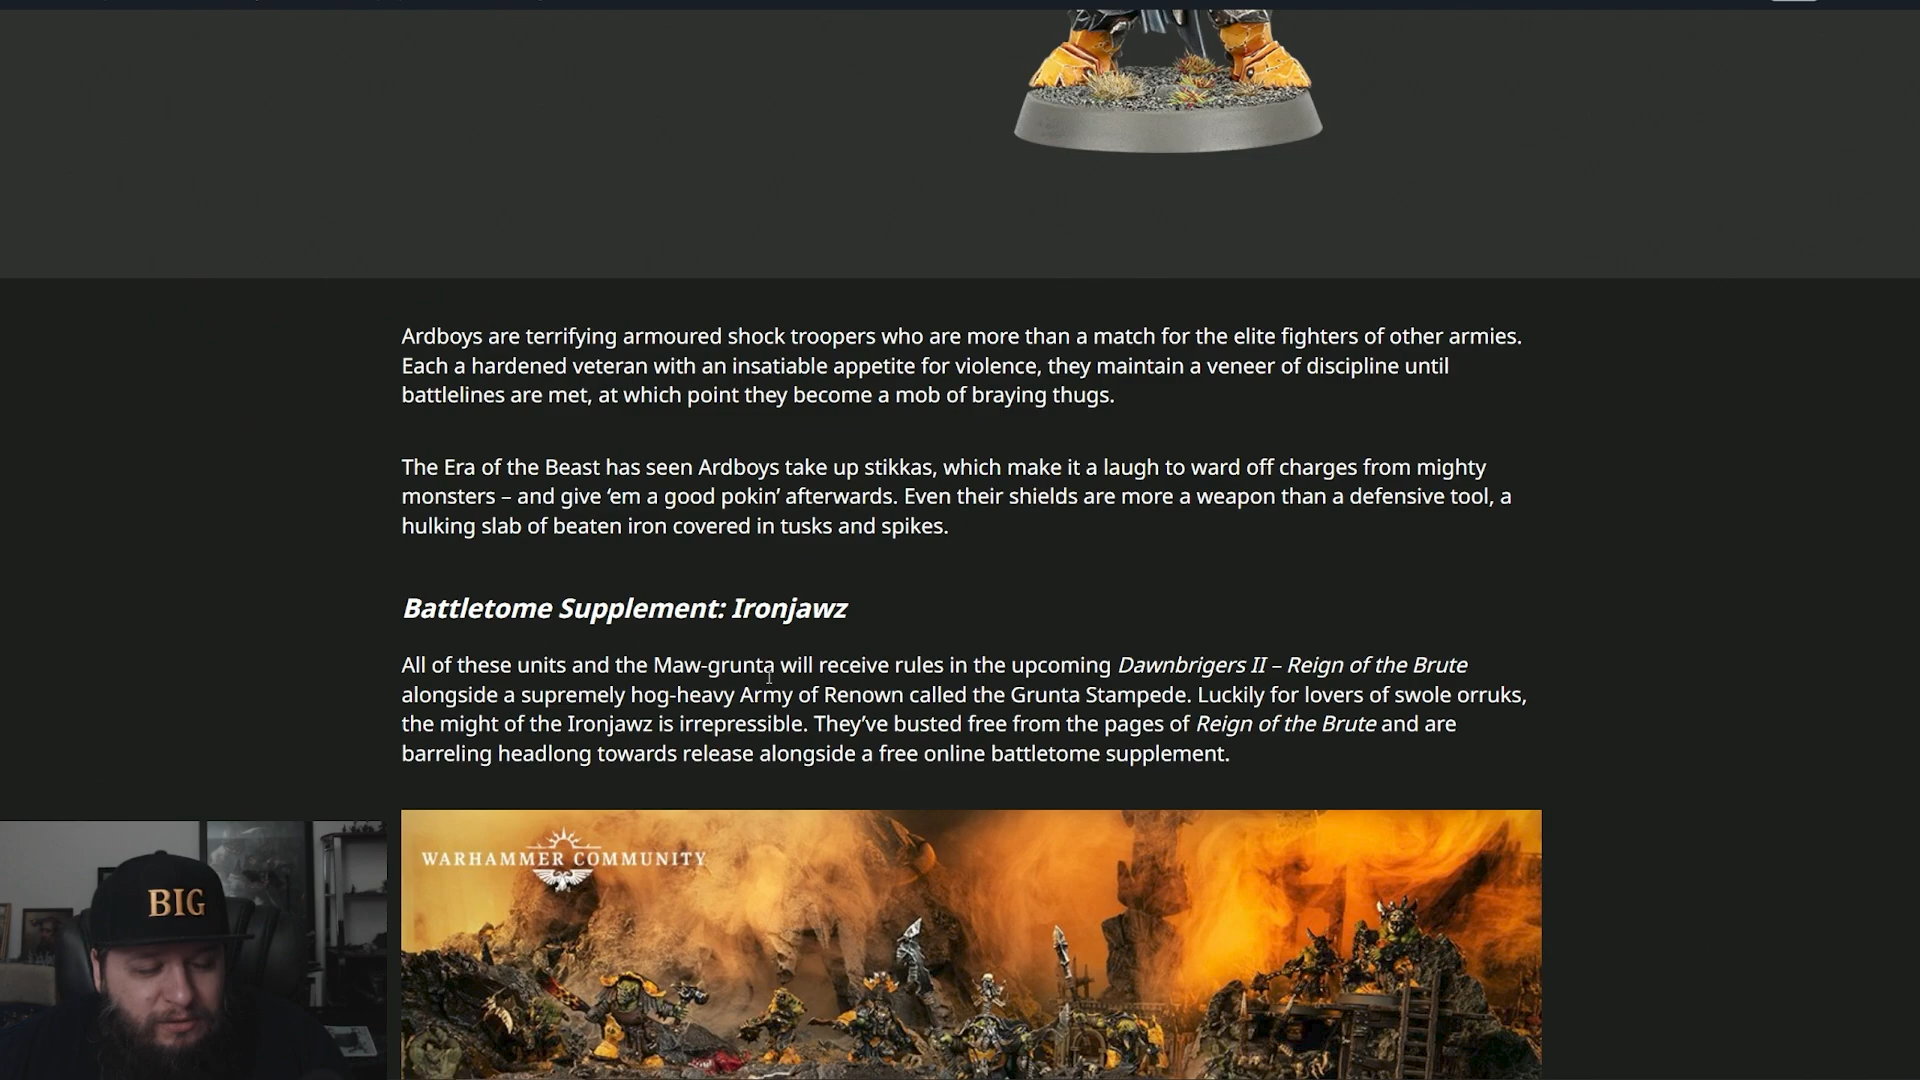 Ardboys are terrifying armoured shock troopers who are more than a match for the elite fighters of other armies.
Each a hardened veteran with an insatiable appetite for violence, they maintain a veneer of discipline until
battlelines are met, at which point they become a mob of braying thugs.
The Era of the Beast has seen Ardboys take up stikkas, which make it a laugh to ward off charges from mighty
monsters – and give ‘em a good pokin’ afterwards. Even their shields are more a weapon than a defensive tool, a
hulking slab of beaten iron covered in tusks and spikes.
Battletome Supplement: Ironjawz
All of these units and the Maw-grunta will receive rules in the upcoming Dawnbrigers II – Reign of the Brute
alongside a supremely hog-heavy Army of Renown called the Grunta Stampede. Luckily for lovers of swole orruks,
the might of the Ironjawz is irrepressible. They’ve busted free from the pages of Reign of the Brute and are
barreling headlong towards release alongside a free online battletome supplement.
WARHAMMER COMMUNITY
BIG